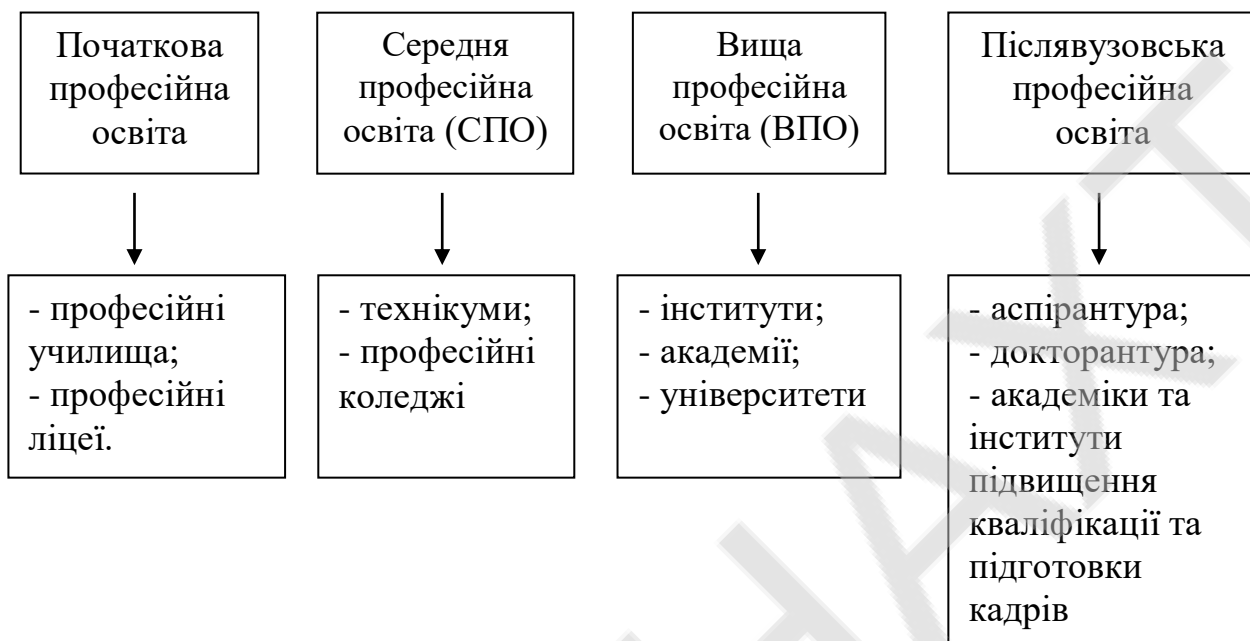 Початкова
професійна
освіта
Середня
професійна
освіта (СПО)
Вища
професійна
освіта (ВПО)
Післявузовська
професійна
освіта
- професійні
училища;
- професійні
ліцеї.
- технікуми;
- професійні
коледжі
- інститути;
- академії;
- університети
- аспірантура;
- докторантура;
- академіки та
інститути
підвищення
кваліфікації та
підготовки
кадрів
НАХТ